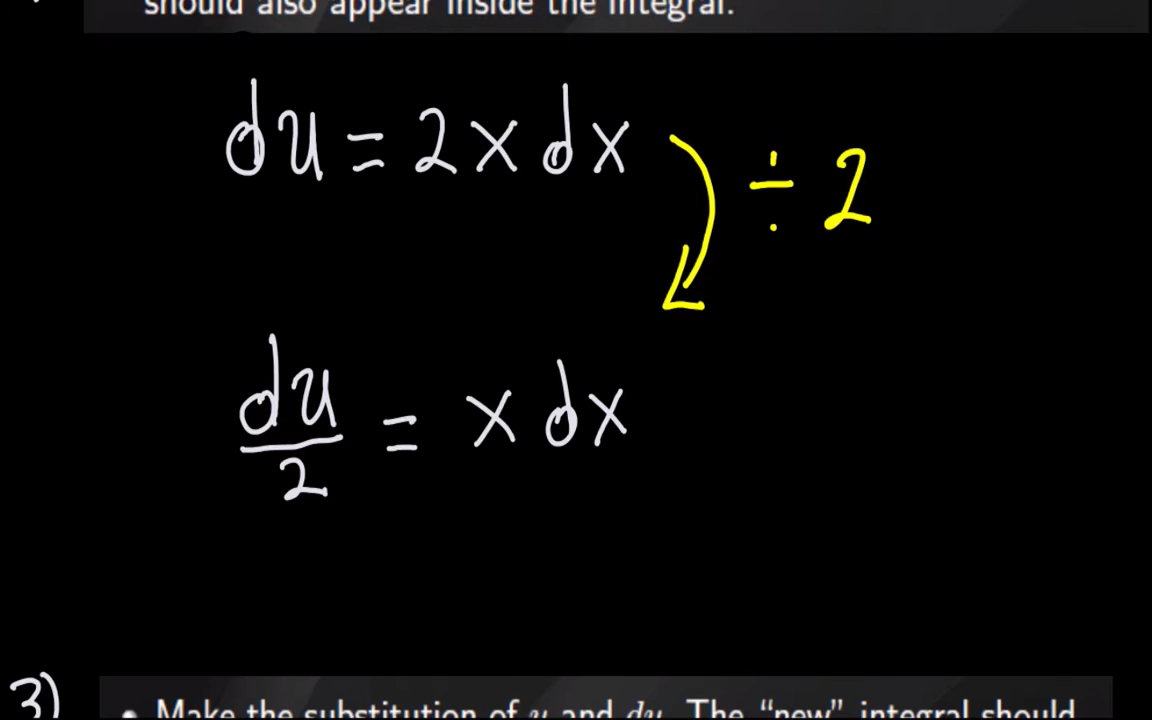 should also appear inside the integral.
du = 2x dx
÷ 2
du/2 = x dx
3)
• Make the substitution of u and du. The “new” integral should